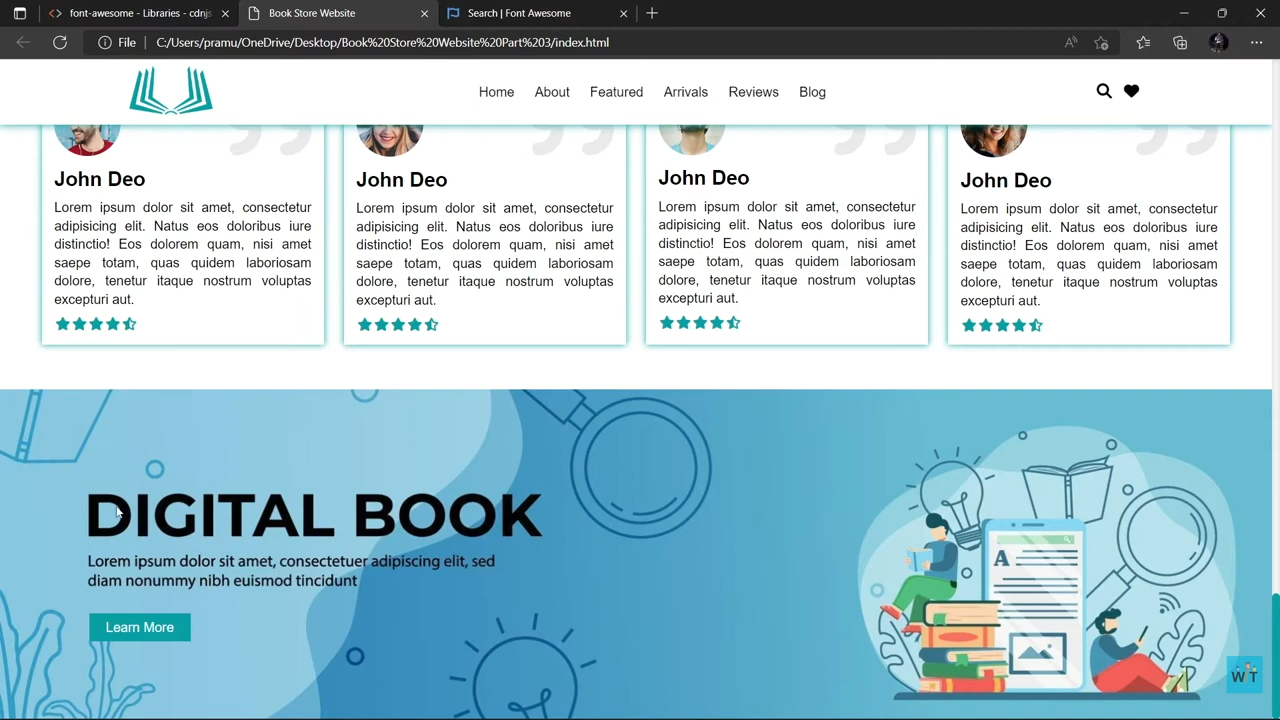 font-awesome - Libraries - cdnjs
Book Store Website
Search | Font Awesome
File
C:/Users/pramu/OneDrive/Desktop/Book%20Store%20Website%20Part%203/index.html
Home About Featured Arrivals Reviews Blog
John Deo
Lorem ipsum dolor sit amet, consectetur
adipisicing elit. Natus eos doloribus iure
distinctio! Eos dolorem quam, nisi amet
saepe totam, quas quidem laboriosam
dolore, tenetur itaque nostrum voluptas
excepturi aut.
John Deo
Lorem ipsum dolor sit amet, consectetur
adipisicing elit. Natus eos doloribus iure
distinctio! Eos dolorem quam, nisi amet
saepe totam, quas quidem laboriosam
dolore, tenetur itaque nostrum voluptas
excepturi aut.
John Deo
Lorem ipsum dolor sit amet, consectetur
adipisicing elit. Natus eos doloribus iure
distinctio! Eos dolorem quam, nisi amet
saepe totam, quas quidem laboriosam
dolore, tenetur itaque nostrum voluptas
excepturi aut.
John Deo
Lorem ipsum dolor sit amet, consectetur
adipisicing elit. Natus eos doloribus iure
distinctio! Eos dolorem quam, nisi amet
saepe totam, quas quidem laboriosam
dolore, tenetur itaque nostrum voluptas
excepturi aut.
DIGITAL BOOK
Lorem ipsum dolor sit amet, consectetuer adipiscing elit, sed
diam nonummy nibh euismod tincidunt
Learn More
A
WT